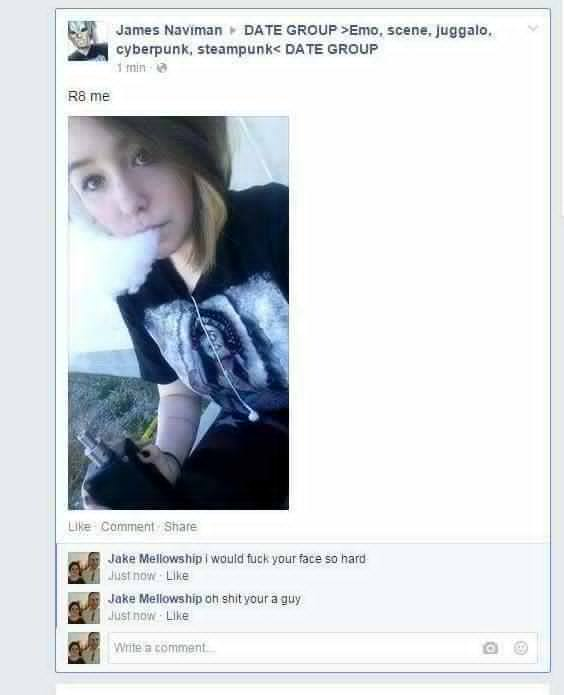 James Naviman ▸ DATE GROUP >Emo, scene, juggalo,
cyberpunk, steampunk< DATE GROUP
1 min ·
R8 me
Like · Comment · Share
Jake Mellowship i would fuck your face so hard
Just now · Like
Jake Mellowship oh shit your a guy
Just now · Like
Write a comment...